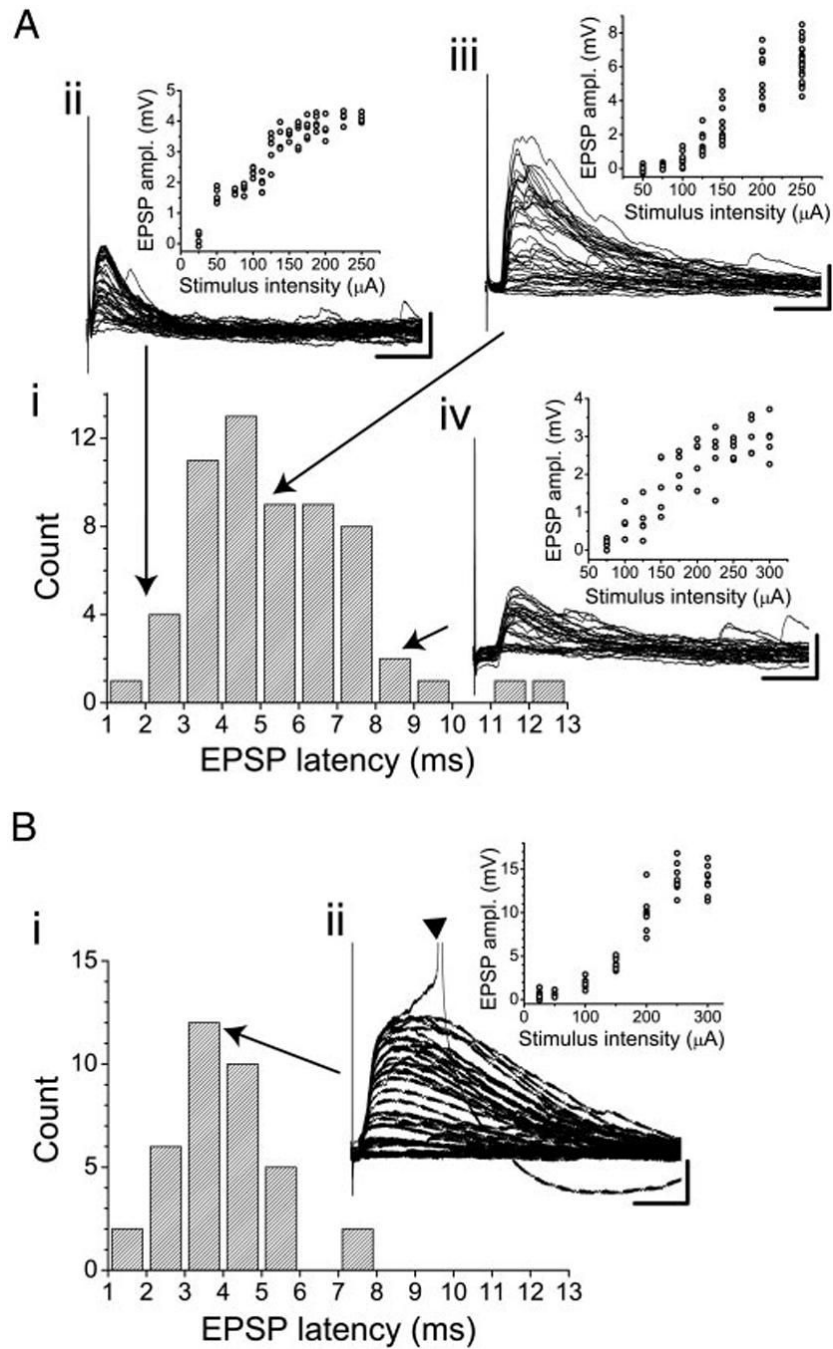 A
ii
EPSP ampl. (mV)
5
4
3
2
1
0
0 50 100 150 200 250
Stimulus intensity (μA)
iii
EPSP ampl. (mV)
8
6
4
2
0
50 100 150 200 250
Stimulus intensity (μA)
i
Count
12
8
4
0
1 2 3 4 5 6 7 8 9 10 11 12 13
EPSP latency (ms)
iv
EPSP ampl. (mV)
4
3
2
1
0
50 100 150 200 250 300
Stimulus intensity (μA)
B
i
Count
15
10
5
0
1 2 3 4 5 6 7 8 9 10 11 12 13
EPSP latency (ms)
ii
EPSP ampl. (mV)
15
10
5
0
0 100 200 300
Stimulus intensity (μA)